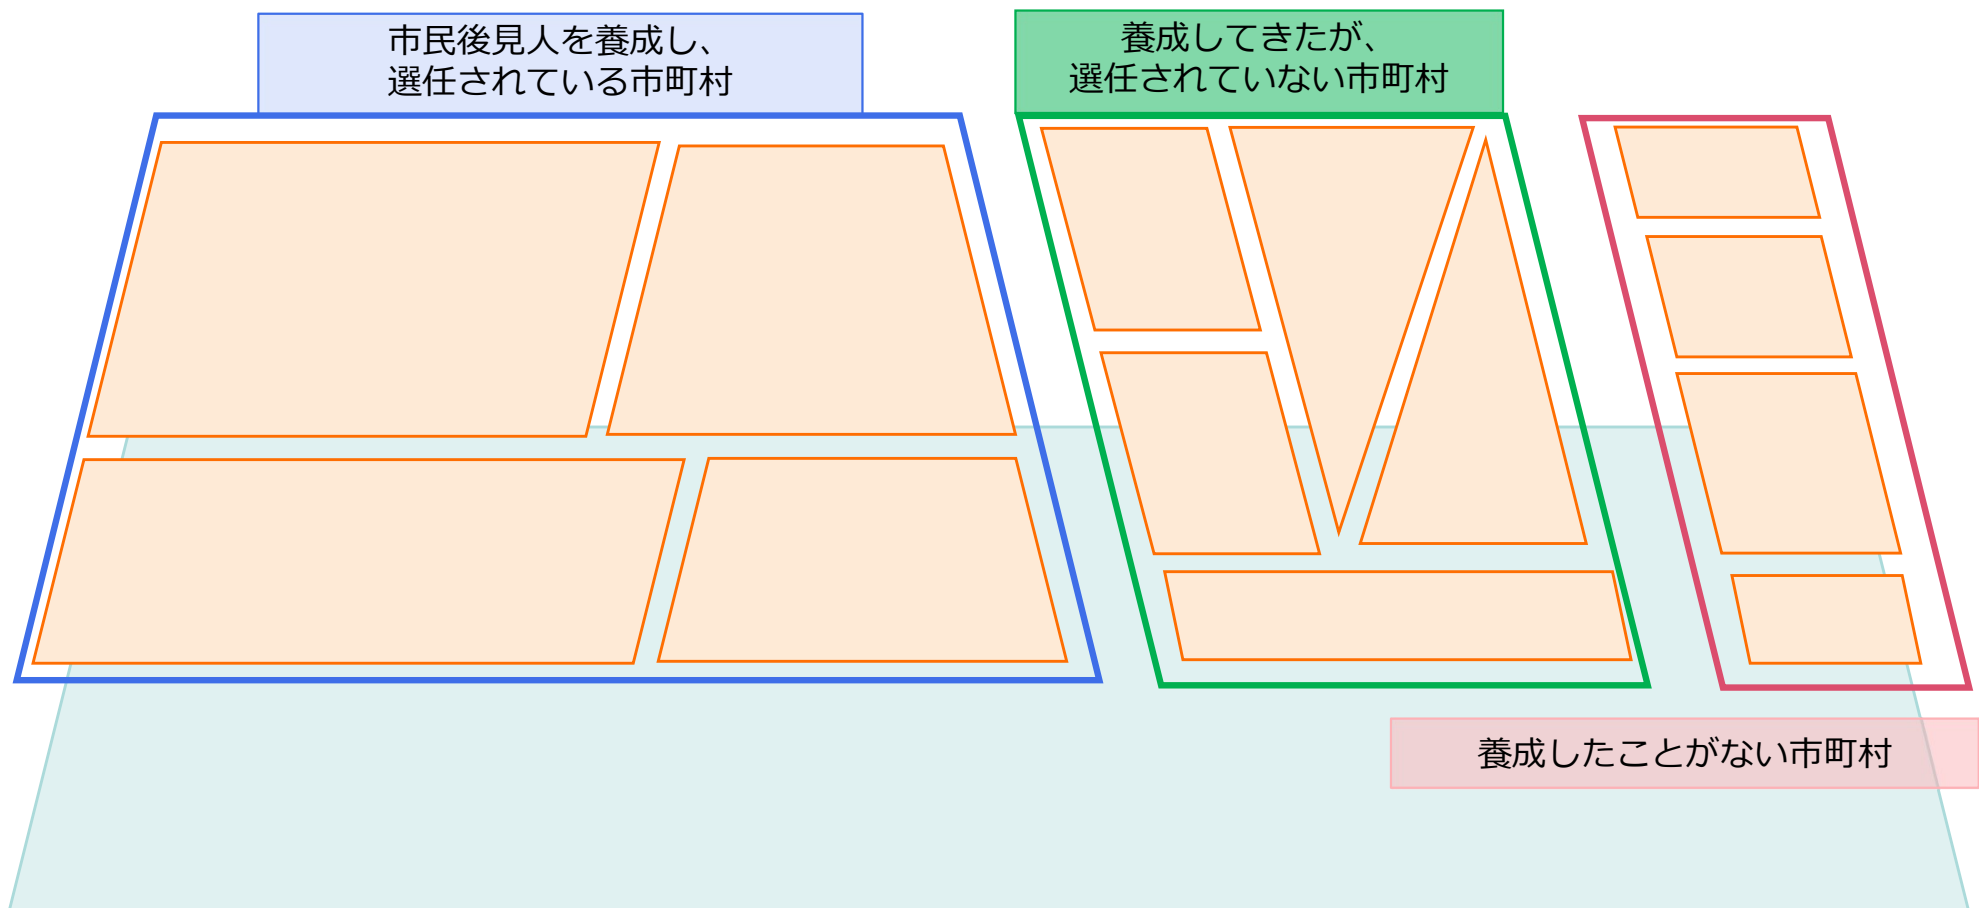 市民後見人を養成し、
選任されている市町村
養成してきたが、
選任されていない市町村
養成したことがない市町村